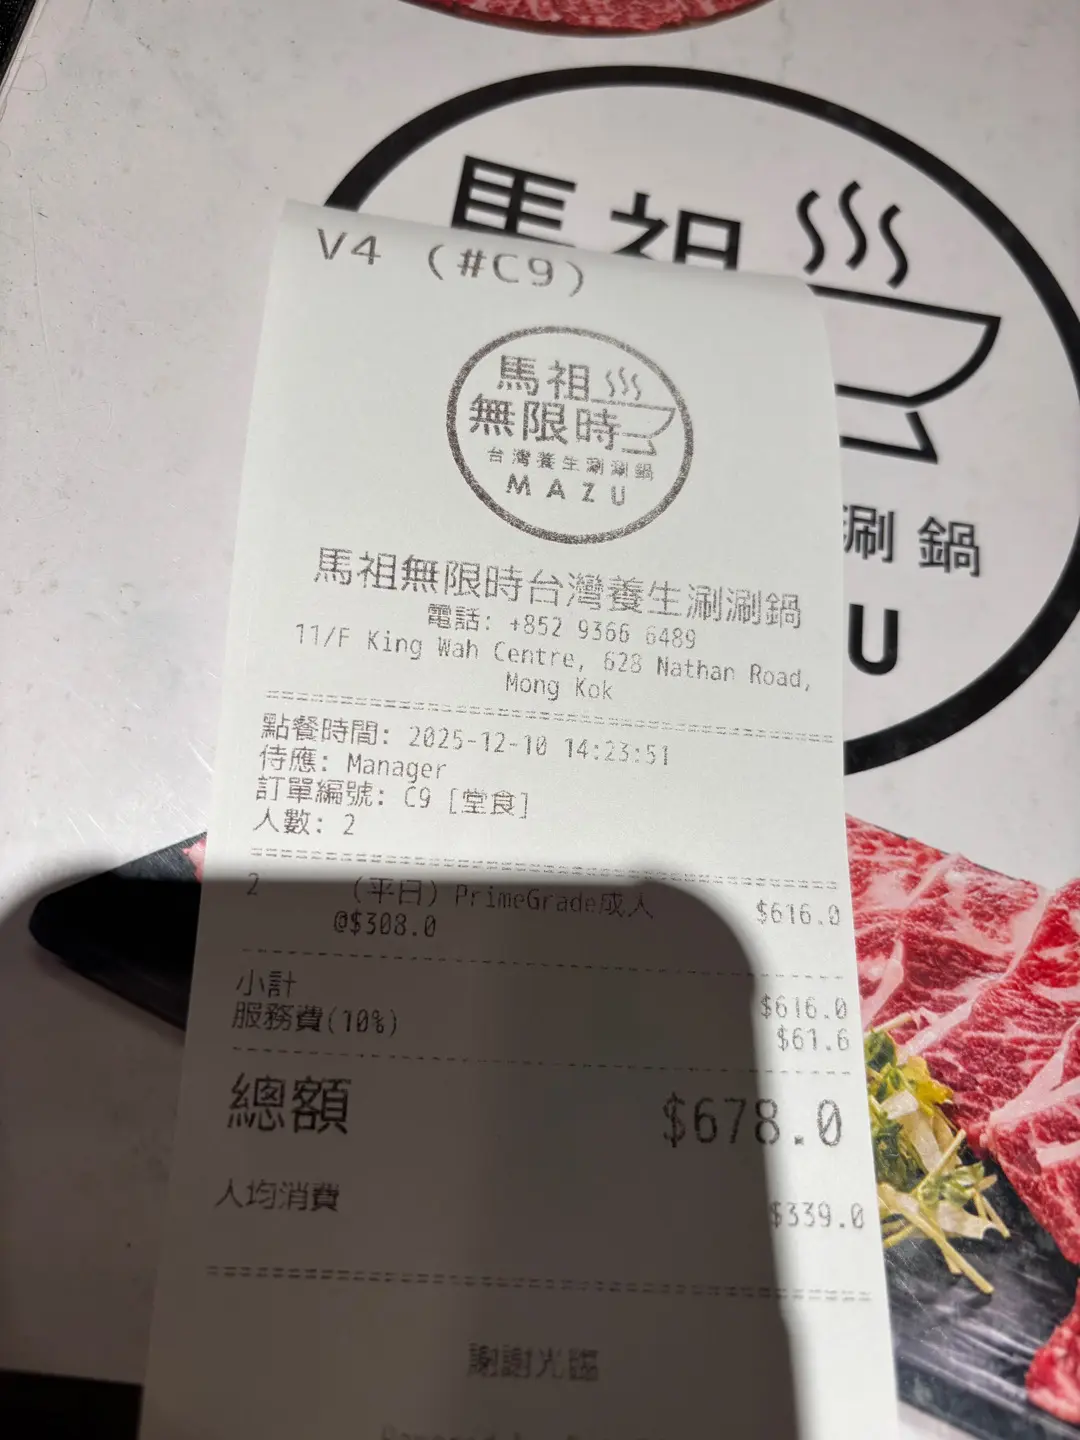 馬祖
涮鍋
U
V4 (#C9)
馬祖
無限時
台灣養生涮涮鍋
MAZU
馬祖無限時台灣養生涮涮鍋
電話: +852 9366 6489
11/F King Wah Centre, 628 Nathan Road,
Mong Kok
點餐時間: 2025-12-10 14:23:51
侍應: Manager
訂單編號: C9 [堂食]
人數: 2
2 (平日) PrimeGrade成人 $616.0
@$308.0
小計 $616.0
服務費(10%) $61.6
總額 $678.0
人均消費 $339.0
謝謝光臨